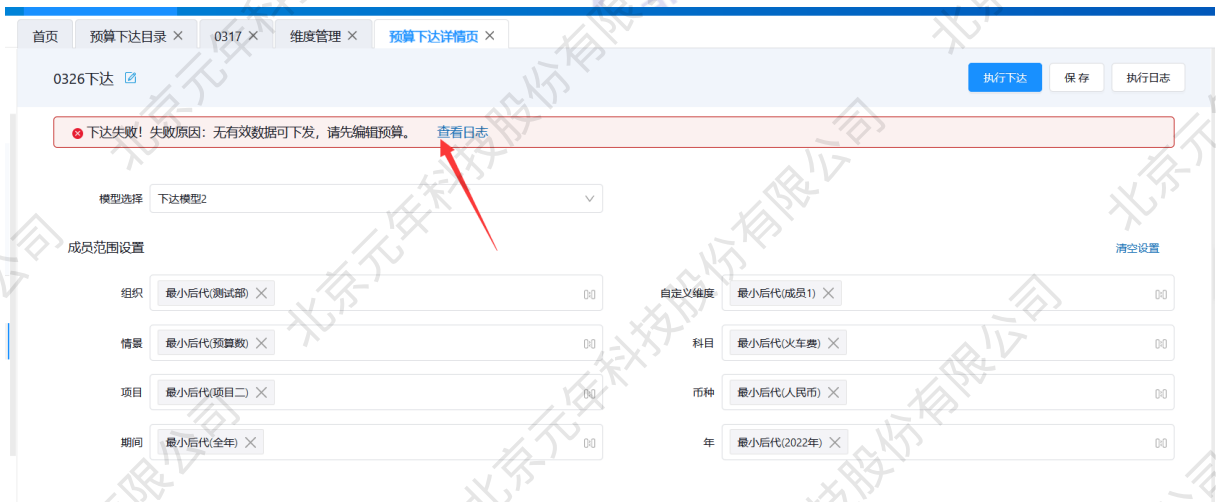 首页 预算下达目录 × 0317 × 维度管理 × 预算下达详情页 ×
0326下达 执行下达 保存 执行日志
下达失败！失败原因：无有效数据可下发，请先编辑预算。 查看日志
模型选择 下达模型2
成员范围设置 清空设置
组织 最小后代(测试部) × 自定义维度 最小后代(成员1) ×
情景 最小后代(预算数) × 科目 最小后代(火车费) ×
项目 最小后代(项目二) × 币种 最小后代(人民币) ×
期间 最小后代(全年) × 年 最小后代(2022年) ×
北京元年科技股份有限公司